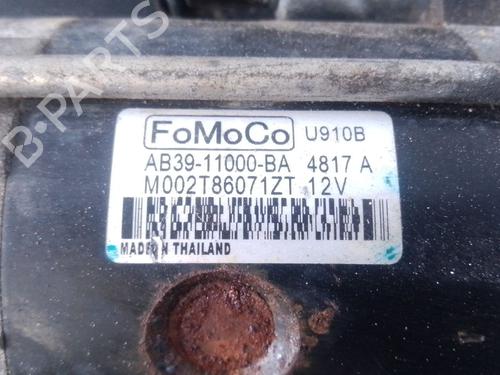 B-PARTS
FoMoCo U910B
AB39-11000-BA 4817 A
M002T86071ZT 12V
MADE IN THAILAND